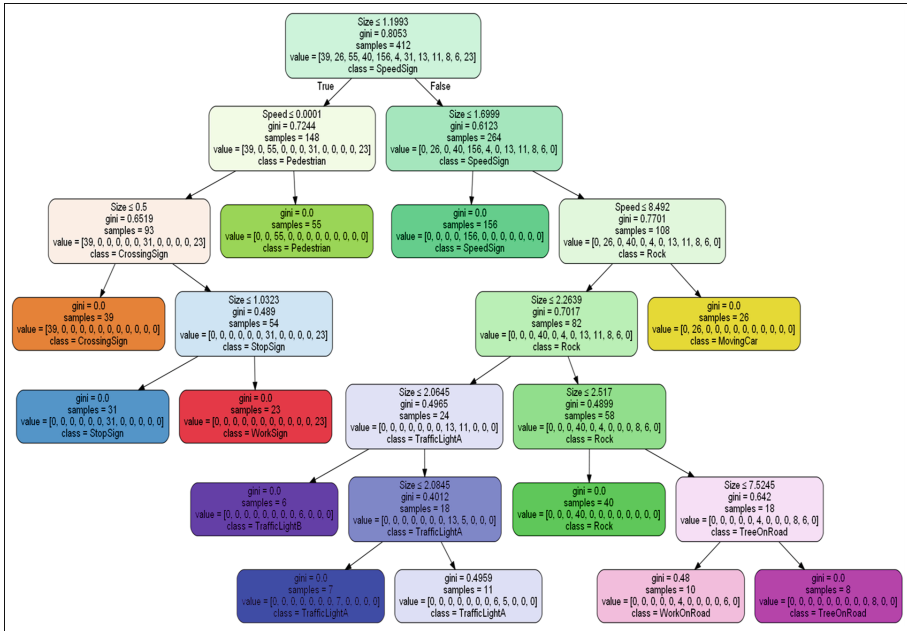 Size ≤ 1.1993
gini = 0.8053
samples = 412
value = [39, 26, 55, 40, 156, 4, 31, 13, 11, 8, 6, 23]
class = SpeedSign
True
False
Speed ≤ 0.0001
gini = 0.7244
samples = 148
value = [39, 0, 55, 0, 0, 0, 31, 0, 0, 0, 0, 23]
class = Pedestrian
Size ≤ 1.6999
gini = 0.6123
samples = 264
value = [0, 26, 0, 40, 156, 4, 0, 13, 11, 8, 6, 0]
class = SpeedSign
Size ≤ 0.5
gini = 0.6519
samples = 93
value = [39, 0, 0, 0, 0, 0, 31, 0, 0, 0, 0, 23]
class = CrossingSign
gini = 0.0
samples = 55
value = [0, 0, 55, 0, 0, 0, 0, 0, 0, 0, 0, 0]
class = Pedestrian
gini = 0.0
samples = 156
value = [0, 0, 0, 0, 156, 0, 0, 0, 0, 0, 0, 0]
class = SpeedSign
Speed ≤ 8.492
gini = 0.7701
samples = 108
value = [0, 26, 0, 40, 0, 4, 0, 13, 11, 8, 6, 0]
class = Rock
gini = 0.0
samples = 39
value = [39, 0, 0, 0, 0, 0, 0, 0, 0, 0, 0, 0]
class = CrossingSign
Size ≤ 1.0323
gini = 0.489
samples = 54
value = [0, 0, 0, 0, 0, 0, 31, 0, 0, 0, 0, 23]
class = StopSign
Size ≤ 2.2639
gini = 0.7017
samples = 82
value = [0, 0, 0, 40, 0, 4, 0, 13, 11, 8, 6, 0]
class = Rock
gini = 0.0
samples = 26
value = [0, 26, 0, 0, 0, 0, 0, 0, 0, 0, 0, 0]
class = MovingCar
gini = 0.0
samples = 31
value = [0, 0, 0, 0, 0, 0, 31, 0, 0, 0, 0, 0]
class = StopSign
gini = 0.0
samples = 23
value = [0, 0, 0, 0, 0, 0, 0, 0, 0, 0, 0, 23]
class = WorkSign
Size ≤ 2.0645
gini = 0.4965
samples = 24
value = [0, 0, 0, 0, 0, 0, 0, 13, 11, 0, 0, 0]
class = TrafficLightA
Size ≤ 2.517
gini = 0.4899
samples = 58
value = [0, 0, 0, 40, 0, 4, 0, 0, 0, 8, 6, 0]
class = Rock
gini = 0.0
samples = 6
value = [0, 0, 0, 0, 0, 0, 0, 0, 6, 0, 0, 0]
class = TrafficLightB
Size ≤ 2.0845
gini = 0.4012
samples = 18
value = [0, 0, 0, 0, 0, 0, 0, 13, 5, 0, 0, 0]
class = TrafficLightA
gini = 0.0
samples = 40
value = [0, 0, 0, 40, 0, 0, 0, 0, 0, 0, 0, 0]
class = Rock
Size ≤ 7.5245
gini = 0.642
samples = 18
value = [0, 0, 0, 0, 0, 4, 0, 0, 0, 8, 6, 0]
class = TreeOnRoad
gini = 0.0
samples = 7
value = [0, 0, 0, 0, 0, 0, 0, 7, 0, 0, 0, 0]
class = TrafficLightA
gini = 0.4959
samples = 11
value = [0, 0, 0, 0, 0, 0, 0, 6, 5, 0, 0, 0]
class = TrafficLightA
gini = 0.48
samples = 10
value = [0, 0, 0, 0, 0, 4, 0, 0, 0, 0, 6, 0]
class = WorkOnRoad
gini = 0.0
samples = 8
value = [0, 0, 0, 0, 0, 0, 0, 0, 0, 8, 0, 0]
class = TreeOnRoad